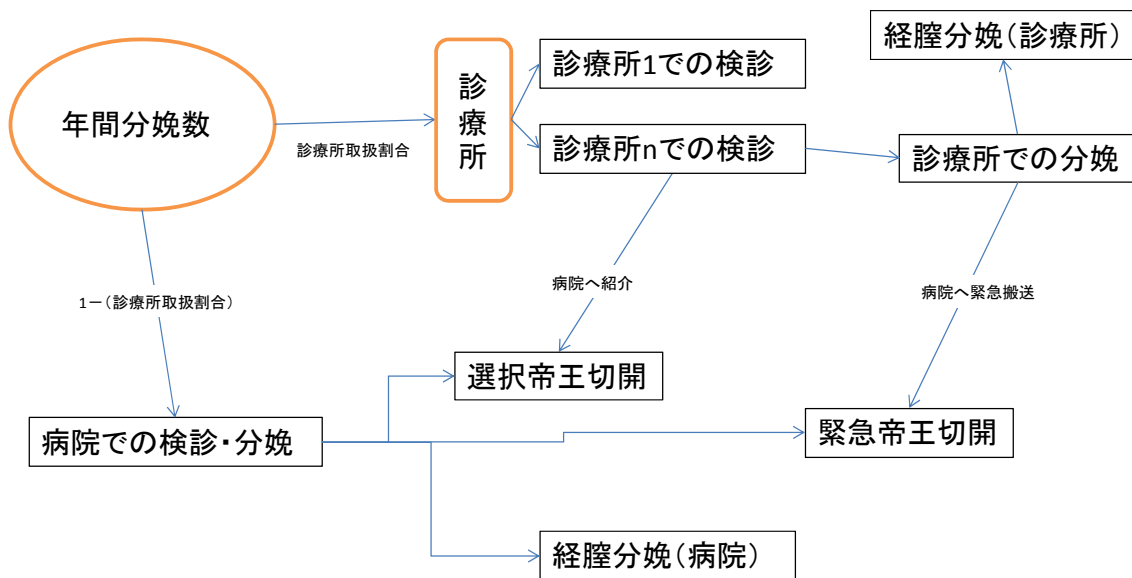 経膣分娩(診療所)
年間分娩数
診療所
診療所1での検診
診療所取扱割合
診療所nでの検診
診療所での分娩
病院へ紹介
病院へ緊急搬送
1-(診療所取扱割合)
選択帝王切開
病院での検診・分娩
緊急帝王切開
経膣分娩(病院)